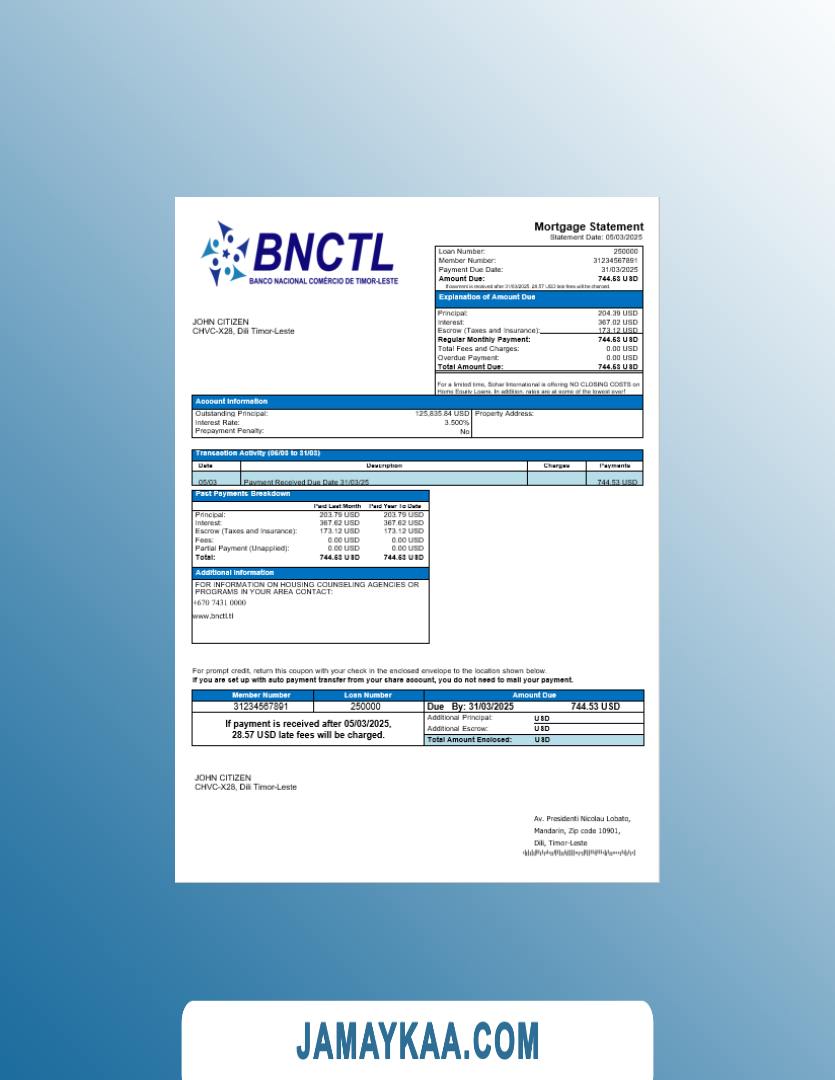 BNCTL
BANCO NACIONAL COMÉRCIO DE TIMOR-LESTE
Mortgage Statement
Statement Date: 05/03/2025
Loan Number: 250000
Member Number: 31234567891
Payment Due Date: 31/03/2025
Amount Due: 744.53 USD
If payment is received after 31/03/2025 28.57 USD late fees will be charged.
Explanation of Amount Due
Principal: 204.39 USD
Interest: 367.02 USD
Escrow (Taxes and Insurance): 173.12 USD
Regular Monthly Payment: 744.53 USD
Total Fees and Charges: 0.00 USD
Overdue Payment: 0.00 USD
Total Amount Due: 744.53 USD
For a limited time, Sohar International is offering NO CLOSING COSTS on
Home Equity Loans. In addition, rates are at some of the lowest ever!
JOHN CITIZEN
CHVC-X28, Dili Timor-Leste
Account Information
Outstanding Principal: 125,835.84 USD
Interest Rate: 3.500%
Prepayment Penalty: No
Property Address:
Transaction Activity (06/03 to 31/03)
Date Description Charges Payments
05/03 Payment Received Due Date 31/03/25 744.53 USD
Past Payments Breakdown
Paid Last Month Paid Year To Date
Principal: 203.79 USD 203.79 USD
Interest: 367.62 USD 367.62 USD
Escrow (Taxes and Insurance): 173.12 USD 173.12 USD
Fees: 0.00 USD 0.00 USD
Partial Payment (Unapplied): 0.00 USD 0.00 USD
Total: 744.53 USD 744.53 USD
Additional Information
FOR INFORMATION ON HOUSING COUNSELING AGENCIES OR
PROGRAMS IN YOUR AREA CONTACT:
+670 7431 0000
www.bnctl.tl
For prompt credit, return this coupon with your check in the enclosed envelope to the location shown below.
If you are set up with auto payment transfer from your share account, you do not need to mail your payment.
Member Number Loan Number Amount Due
31234567891 250000 Due By: 31/03/2025 744.53 USD
If payment is received after 05/03/2025,
28.57 USD late fees will be charged.
Additional Principal: USD
Additional Escrow: USD
Total Amount Enclosed: USD
JOHN CITIZEN
CHVC-X28, Dili Timor-Leste
Av. Presidenti Nicolau Lobato,
Mandarin, Zip code 10901,
Dili, Timor-Leste
JAMAYKAA.COM